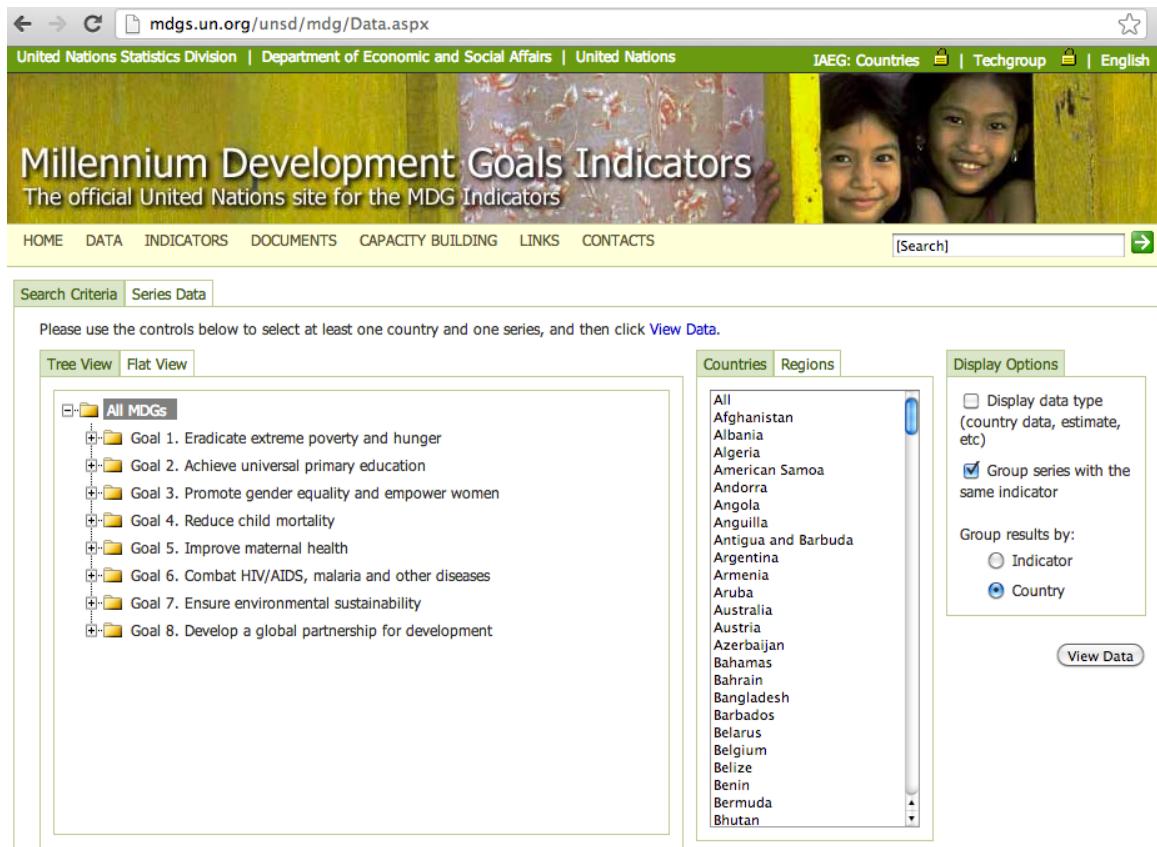 mdgs.un.org/unsd/mdg/Data.aspx
United Nations Statistics Division | Department of Economic and Social Affairs | United Nations
IAEG: Countries | Techgroup | English
Millennium Development Goals Indicators
The official United Nations site for the MDG Indicators
HOME DATA INDICATORS DOCUMENTS CAPACITY BUILDING LINKS CONTACTS
[Search]
Search Criteria Series Data
Please use the controls below to select at least one country and one series, and then click View Data.
Tree View Flat View
All MDGs
Goal 1. Eradicate extreme poverty and hunger
Goal 2. Achieve universal primary education
Goal 3. Promote gender equality and empower women
Goal 4. Reduce child mortality
Goal 5. Improve maternal health
Goal 6. Combat HIV/AIDS, malaria and other diseases
Goal 7. Ensure environmental sustainability
Goal 8. Develop a global partnership for development
Countries Regions
All
Afghanistan
Albania
Algeria
American Samoa
Andorra
Angola
Anguilla
Antigua and Barbuda
Argentina
Armenia
Aruba
Australia
Austria
Azerbaijan
Bahamas
Bahrain
Bangladesh
Barbados
Belarus
Belgium
Belize
Benin
Bermuda
Bhutan
Display Options
Display data type
(country data, estimate,
etc)
Group series with the
same indicator
Group results by:
Indicator
Country
View Data